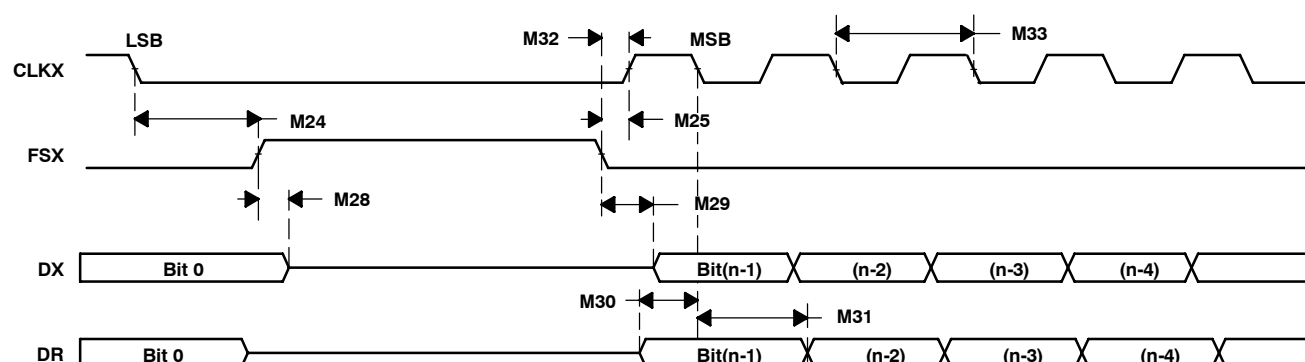 LSB
M32
MSB
M33
CLKX
M24
M25
FSX
M28
M29
DX
Bit 0
Bit(n-1)
(n-2)
(n-3)
(n-4)
M30
M31
DR
Bit 0
Bit(n-1)
(n-2)
(n-3)
(n-4)